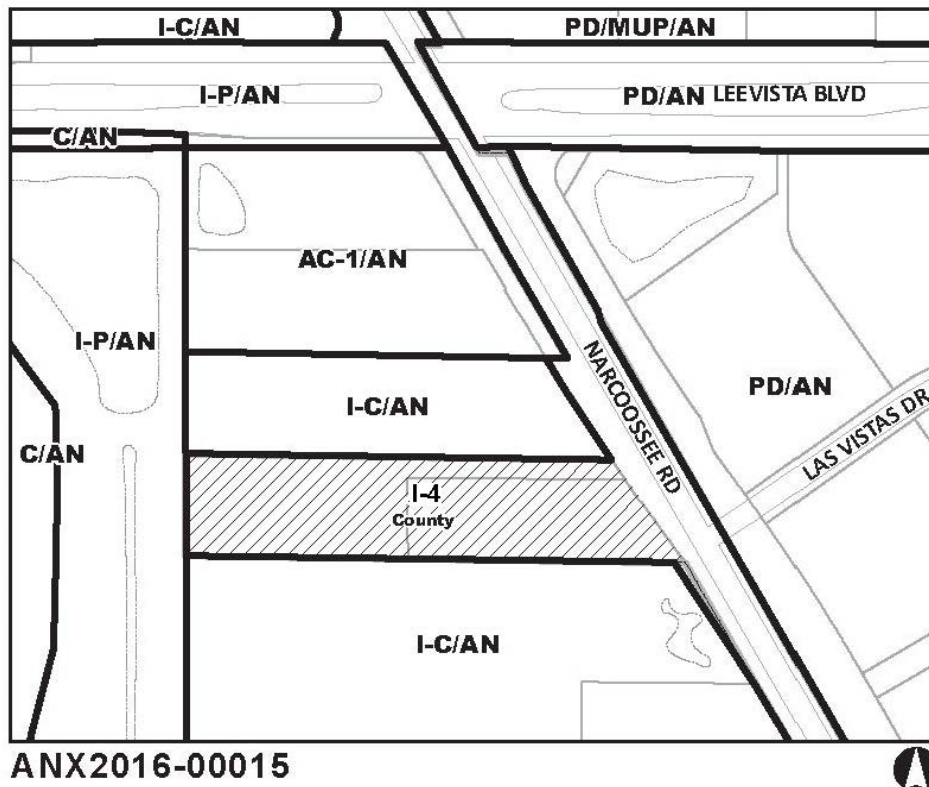 I-C/AN
PD/MUP/AN
I-P/AN
PD/AN
LEEVISTA BLVD
C/AN
AC-1/AN
I-P/AN
NARCOOSSEE RD
PD/AN
I-C/AN
LAS VISTAS DR
C/AN
I-4
County
I-C/AN
ANX2016-00015